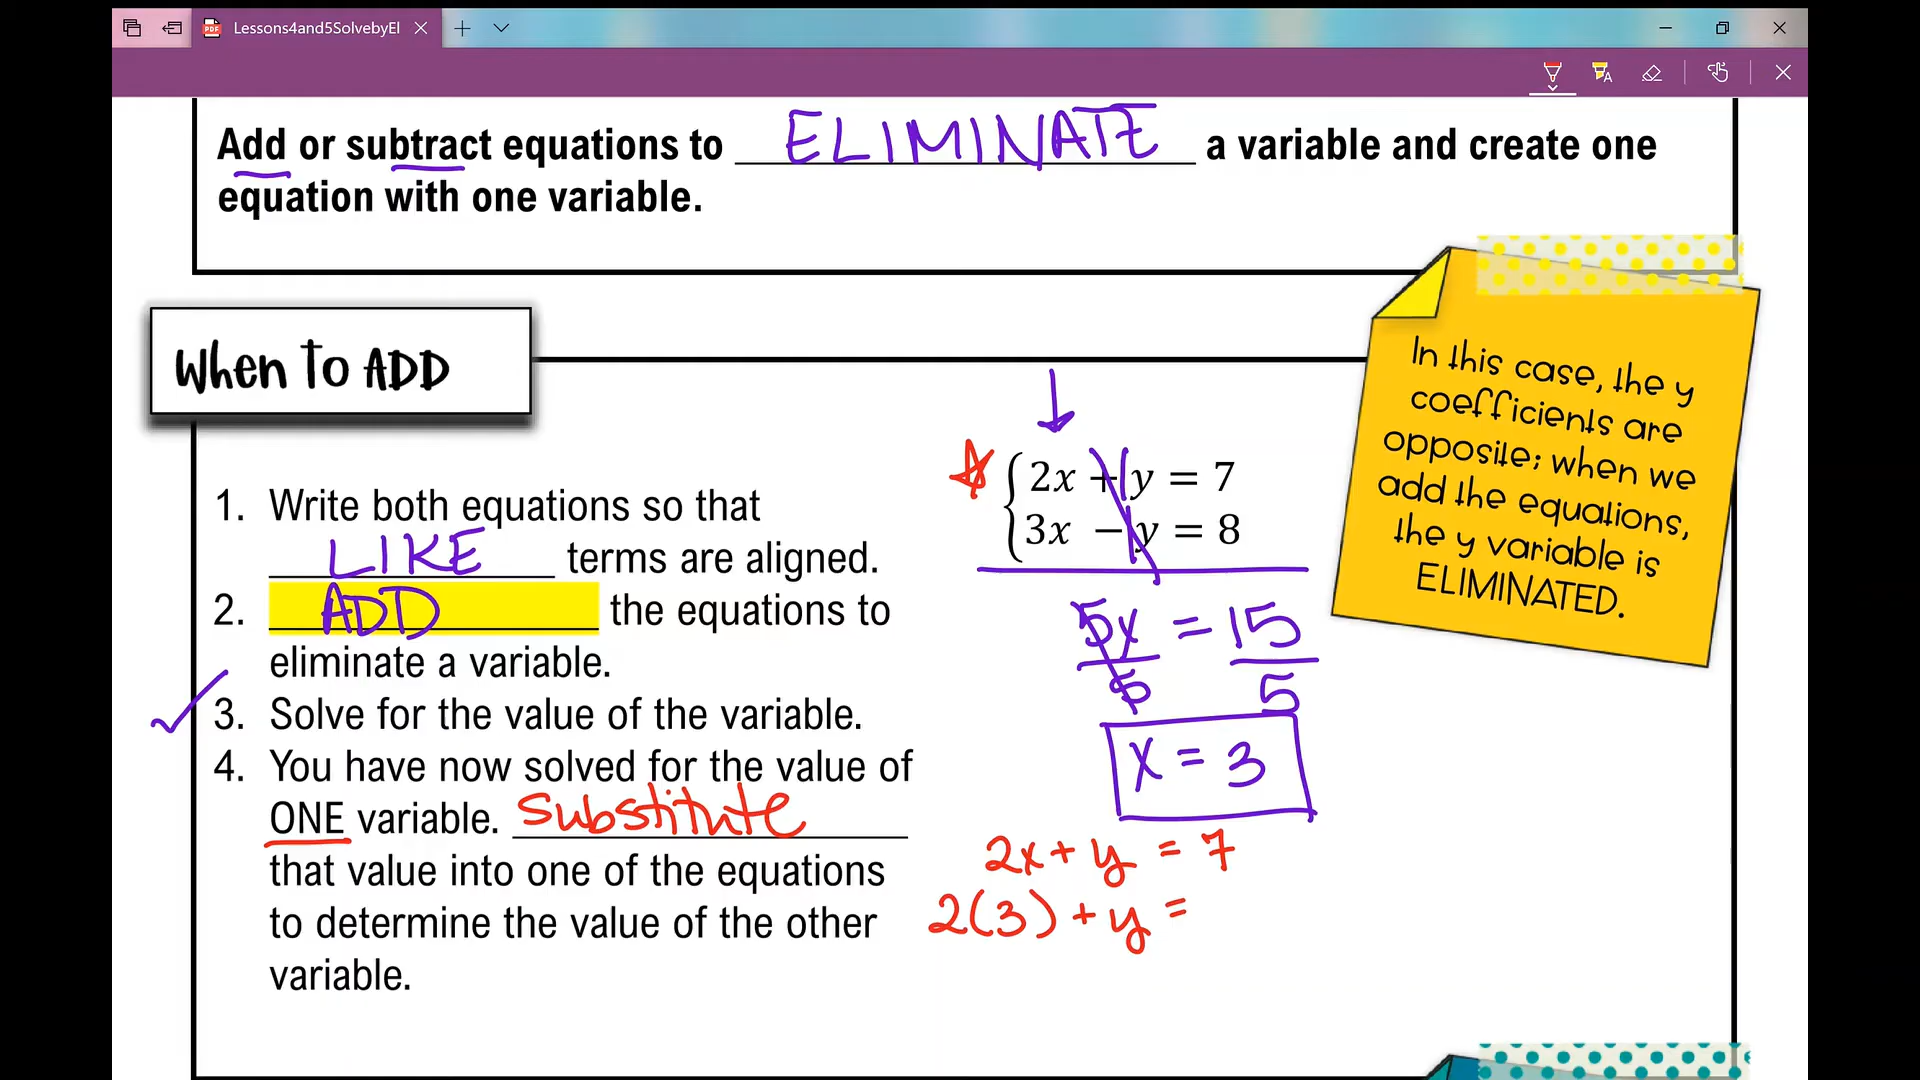 Lessons4and5SolvebyEl
Add or subtract equations to ELIMINATE a variable and create one
equation with one variable.
When to ADD
In this case, the y
coefficients are
opposite; when we
add the equations,
the y variable is
ELIMINATED.
1. Write both equations so that
LIKE terms are aligned.
2. ADD the equations to
eliminate a variable.
3. Solve for the value of the variable.
4. You have now solved for the value of
ONE variable. Substitute
that value into one of the equations
to determine the value of the other
variable.
2x + 1y = 7
3x − 1y = 8
5x = 15
5 5
x = 3
2x + y = 7
2(3) + y =